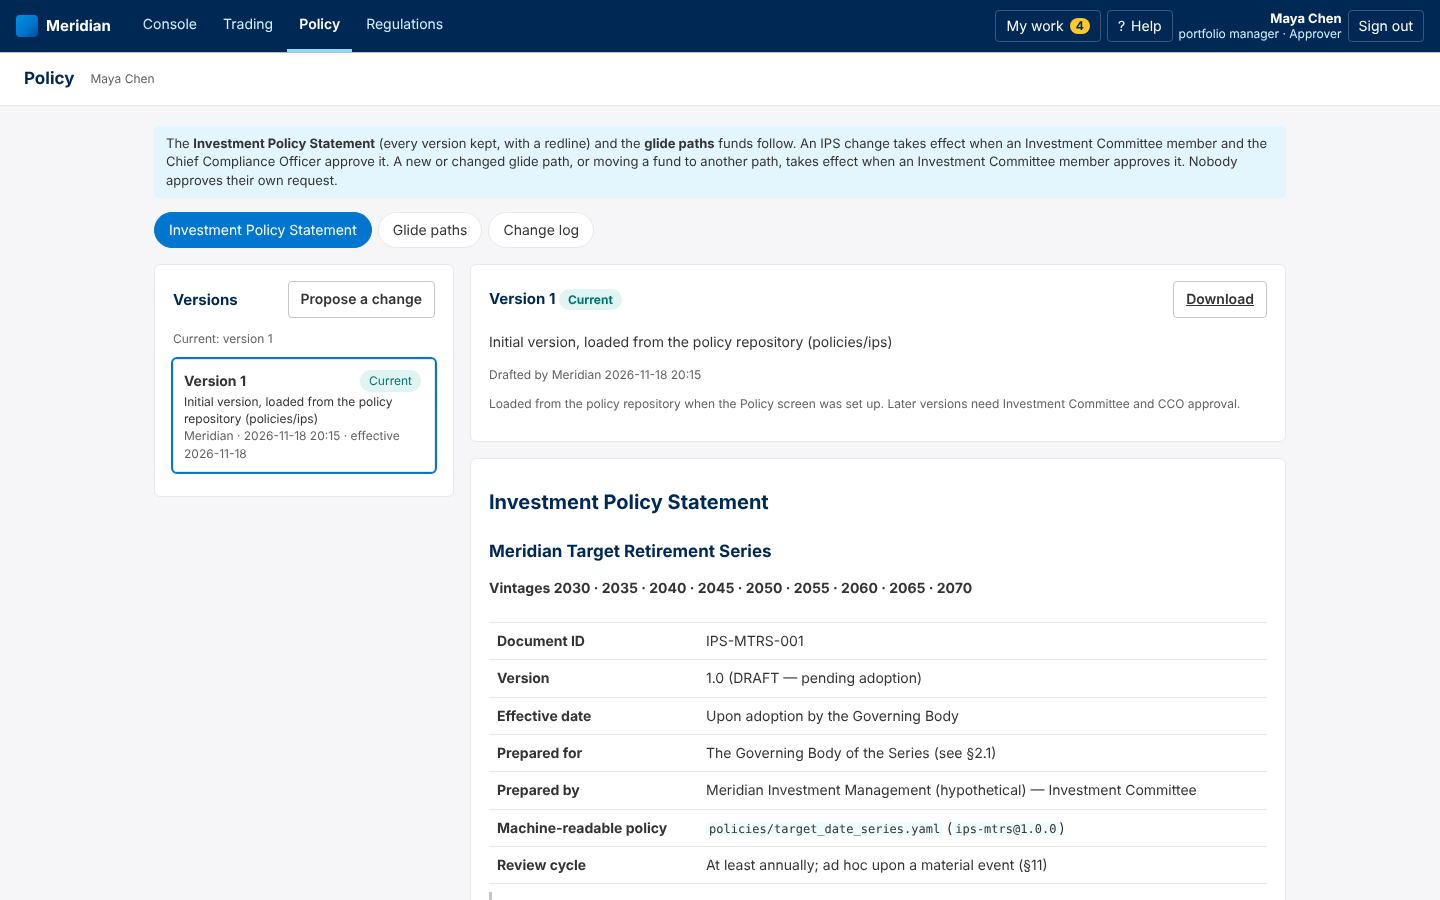 Meridian
Console
Trading
Policy
Regulations
My work 4
? Help
Maya Chen
portfolio manager · Approver
Sign out
Policy
Maya Chen
The Investment Policy Statement (every version kept, with a redline) and the glide paths funds follow. An IPS change takes effect when an Investment Committee member and the
Chief Compliance Officer approve it. A new or changed glide path, or moving a fund to another path, takes effect when an Investment Committee member approves it. Nobody
approves their own request.
Investment Policy Statement
Glide paths
Change log
Versions
Propose a change
Current: version 1
Version 1
Current
Initial version, loaded from the policy
repository (policies/ips)
Meridian · 2026-11-18 20:15 · effective
2026-11-18
Version 1 Current
Download
Initial version, loaded from the policy repository (policies/ips)
Drafted by Meridian 2026-11-18 20:15
Loaded from the policy repository when the Policy screen was set up. Later versions need Investment Committee and CCO approval.
Investment Policy Statement
Meridian Target Retirement Series
Vintages 2030 · 2035 · 2040 · 2045 · 2050 · 2055 · 2060 · 2065 · 2070
Document ID IPS-MTRS-001
Version 1.0 (DRAFT — pending adoption)
Effective date Upon adoption by the Governing Body
Prepared for The Governing Body of the Series (see §2.1)
Prepared by Meridian Investment Management (hypothetical) — Investment Committee
Machine-readable policy policies/target_date_series.yaml (ips-mtrs@1.0.0)
Review cycle At least annually; ad hoc upon a material event (§11)